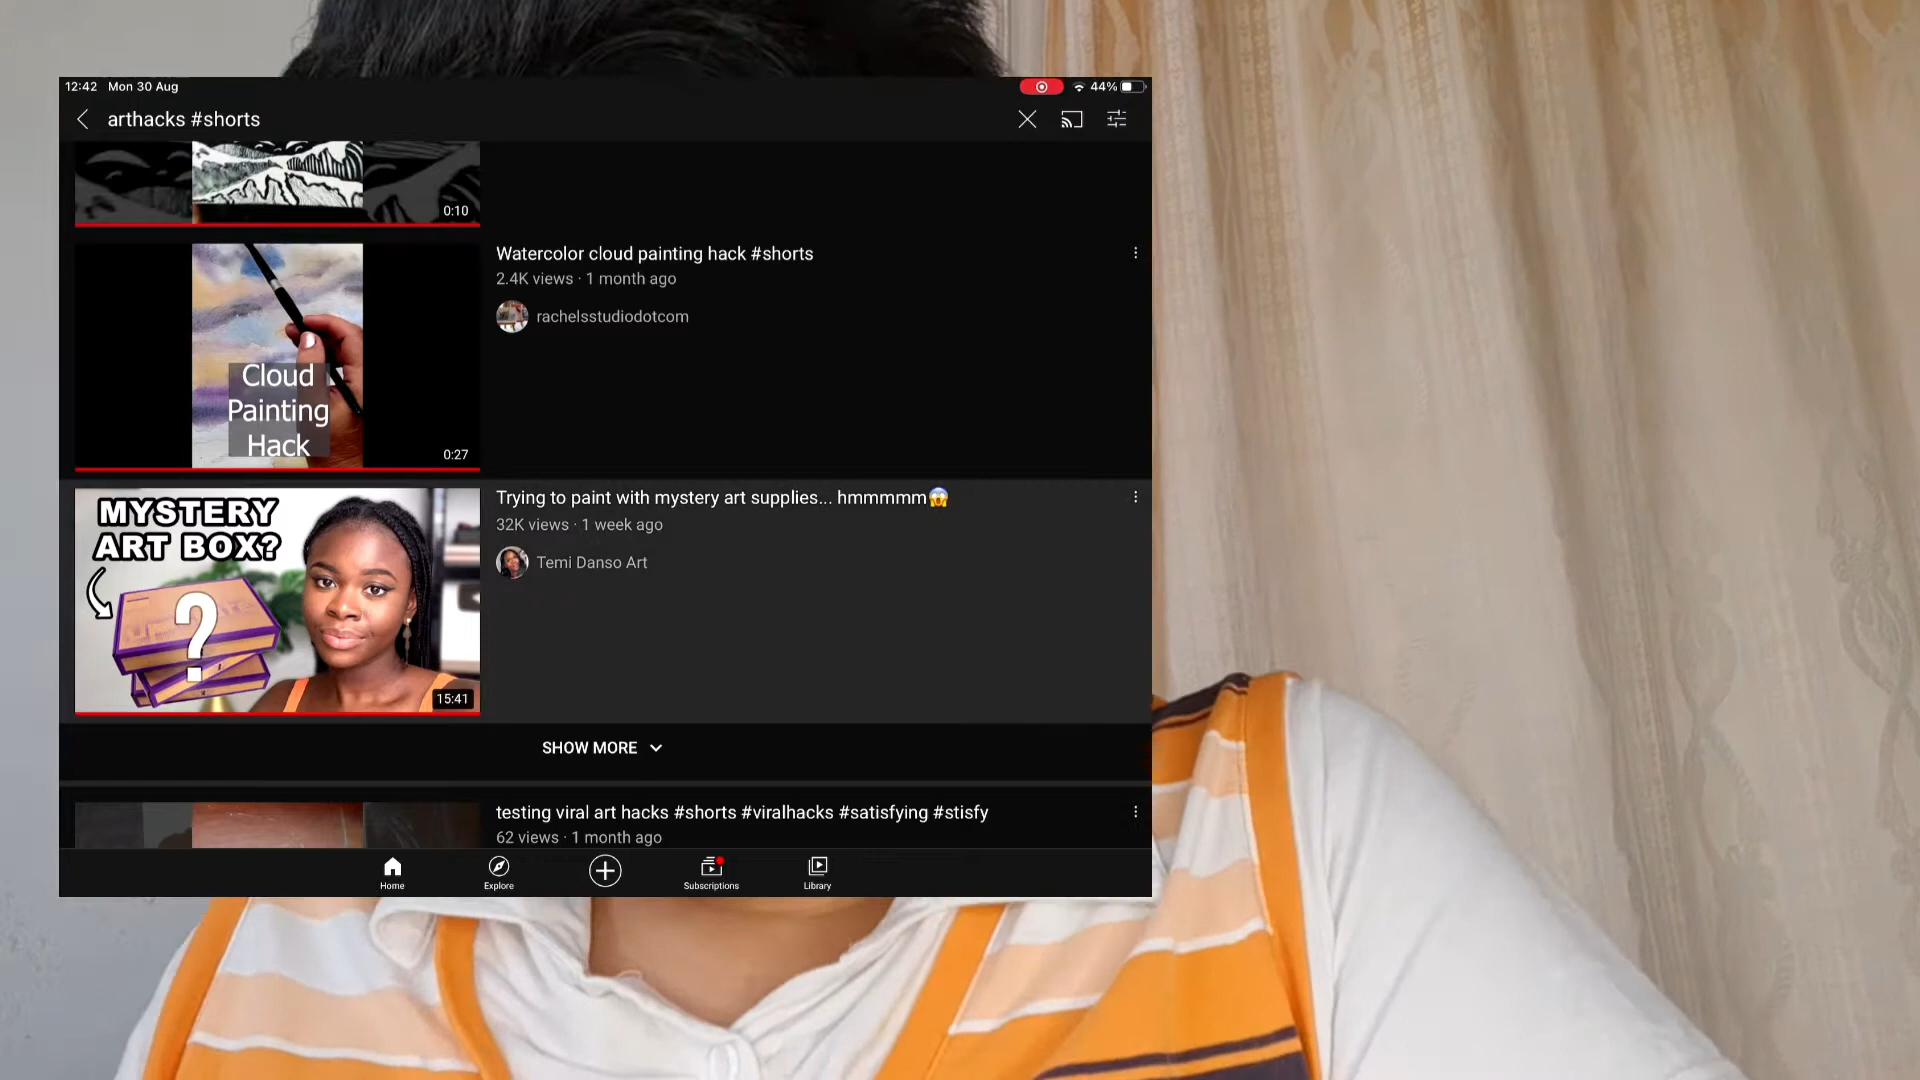 12:42 Mon 30 Aug
44%
arthacks #shorts
0:10
Watercolor cloud painting hack #shorts
2.4K views · 1 month ago
rachelsstudiodotcom
Cloud
Painting
Hack
0:27
Trying to paint with mystery art supplies... hmmmmm😱
32K views · 1 week ago
Temi Danso Art
MYSTERY
ART BOX?
?
15:41
SHOW MORE
testing viral art hacks #shorts #viralhacks #satisfying #stisfy
62 views · 1 month ago
Home
Explore
Subscriptions
Library